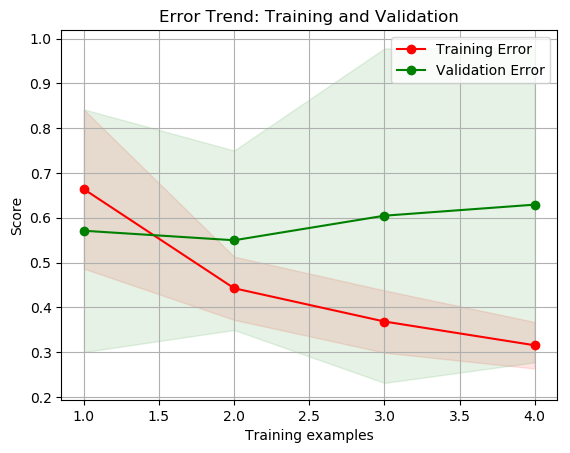 Error Trend: Training and Validation
Training Error
Validation Error
Score
1.0
0.9
0.8
0.7
0.6
0.5
0.4
0.3
0.2
1.0 1.5 2.0 2.5 3.0 3.5 4.0
Training examples